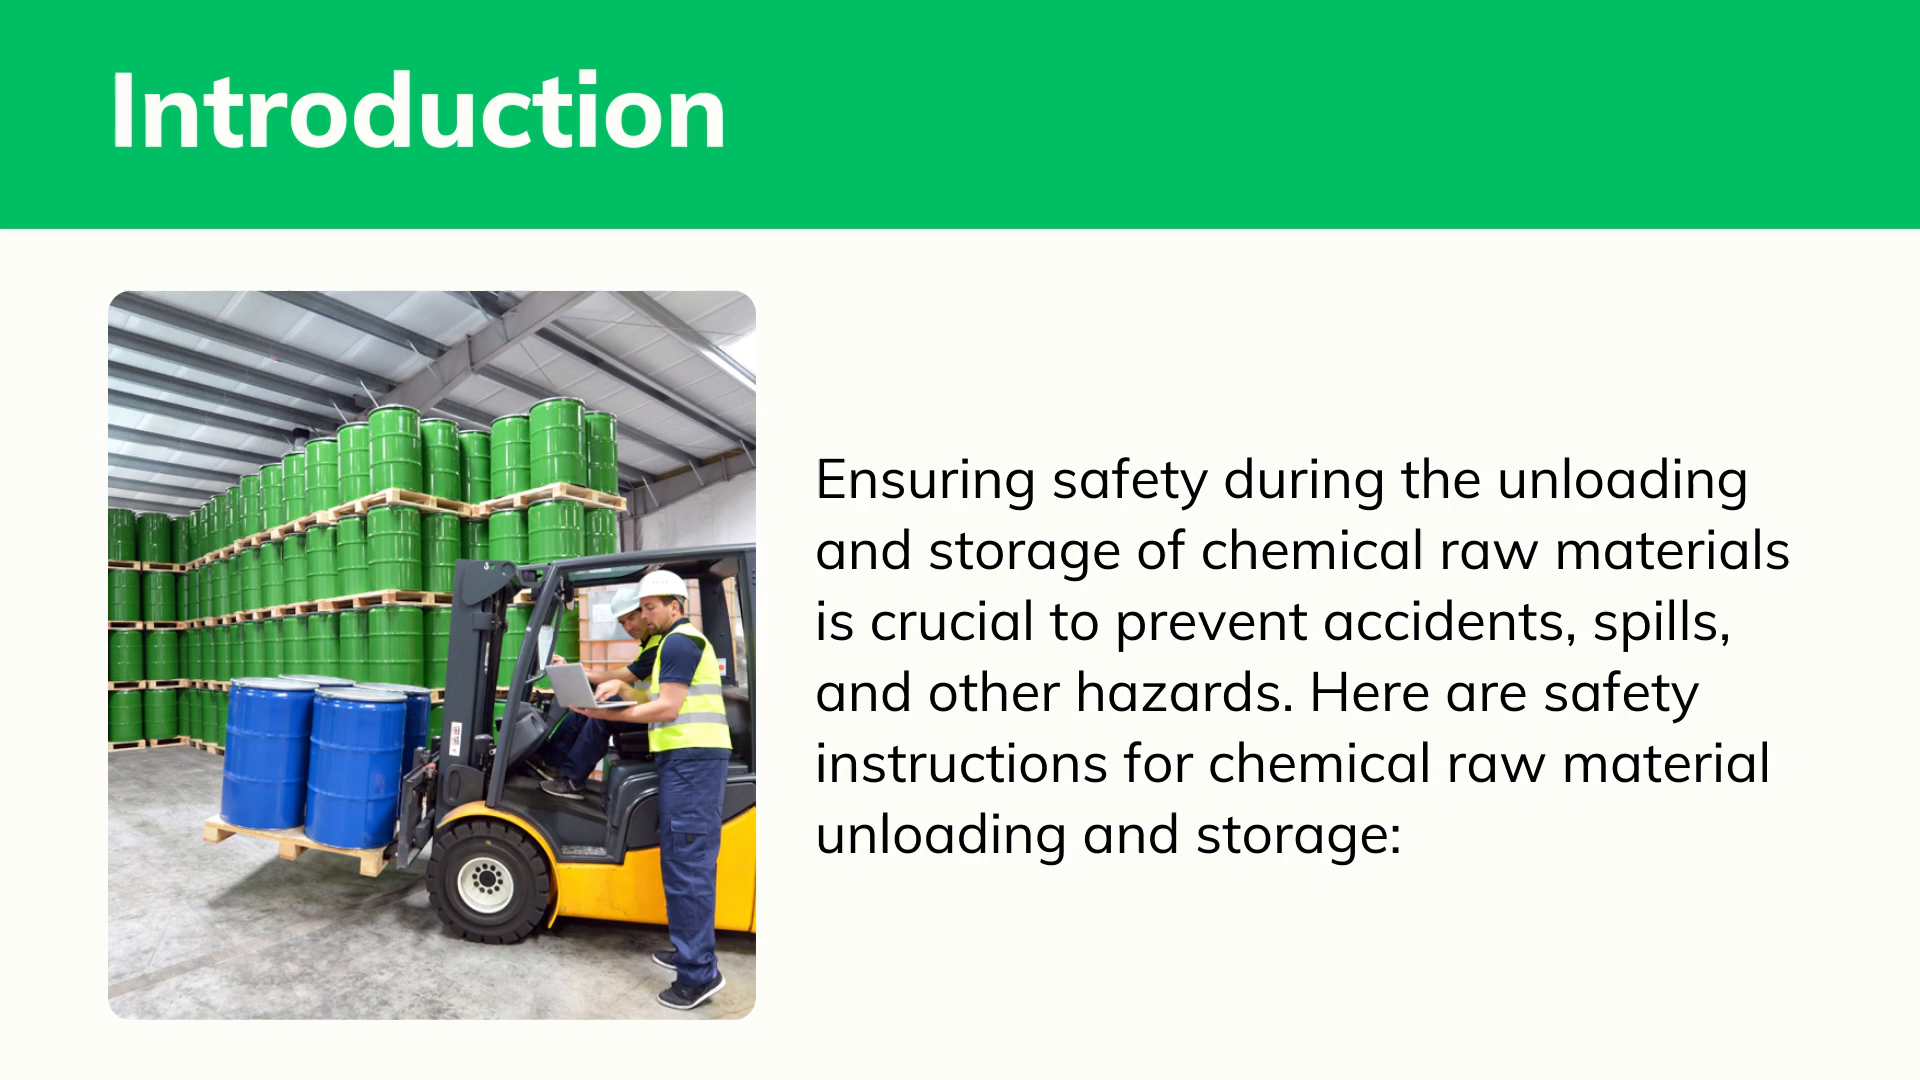 Introduction
Ensuring safety during the unloading
and storage of chemical raw materials
is crucial to prevent accidents, spills,
and other hazards. Here are safety
instructions for chemical raw material
unloading and storage: